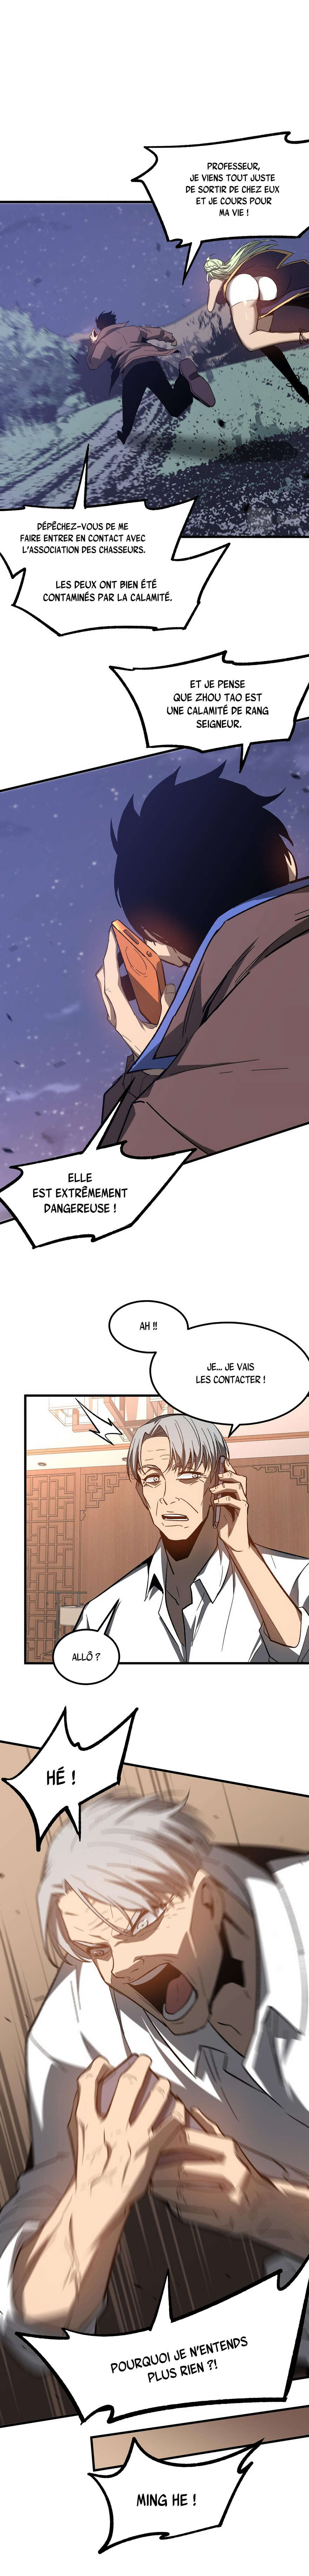 PROFESSEUR,
JE VIENS TOUT JUSTE
DE SORTIR DE CHEZ EUX
ET JE COURS POUR
MA VIE !
DÉPÊCHEZ-VOUS DE ME
FAIRE ENTRER EN CONTACT AVEC
L'ASSOCIATION DES CHASSEURS.
LES DEUX ONT BIEN ÉTÉ
CONTAMINÉS PAR LA CALAMITÉ.
ET JE PENSE
QUE ZHOU TAO EST
UNE CALAMITÉ DE RANG
SEIGNEUR.
ELLE
EST EXTRÊMEMENT
DANGEREUSE !
AH !!
JE... JE VAIS
LES CONTACTER !
ALLÔ ?
HÉ !
POURQUOI JE N'ENTENDS
PLUS RIEN ?!
MING HE !